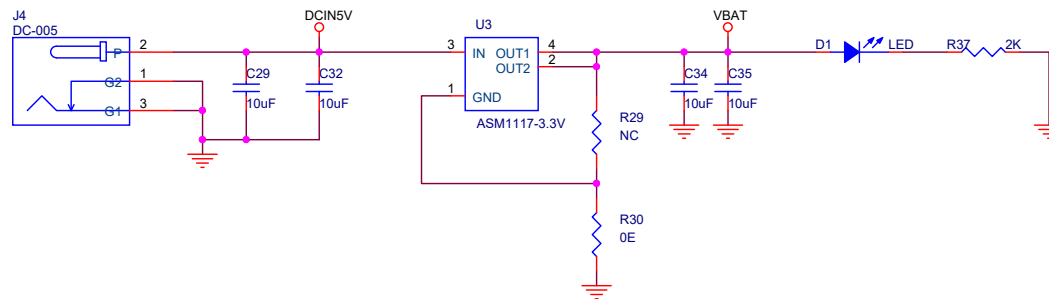 J4
DC-005
P
2
G2
1
G1
3
DCIN5V
C29
10uF
C32
10uF
U3
3
IN
OUT1
4
OUT2
2
1
GND
ASM1117-3.3V
R29
NC
R30
0E
VBAT
C34
10uF
C35
10uF
D1
LED
R37
2K